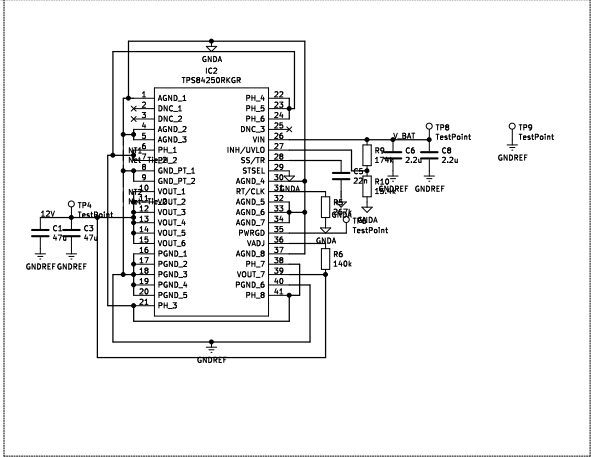 GNDA
IC2
TPS84250RKGR
1 AGND_1 PH_4 22
2 DNC_1 PH_5 23
3 DNC_2 PH_6 24
4 AGND_2 DNC_3 25
5 AGND_3 VIN 26
6 PH_1 INH/UVLO 27
7 PH_2 SS/TR 28
8 GND_PT_1 STSEL 29
9 GND_PT_2 AGND_4 30
10 VOUT_1 RT/CLK 31
11 VOUT_2 AGND_5 32
12 VOUT_3 AGND_6 33
13 VOUT_4 AGND_7 34
14 VOUT_5 PWRGD 35
15 VOUT_6 VADJ 36
16 PGND_1 AGND_8 37
17 PGND_2 PH_7 38
18 PGND_3 VOUT_7 39
19 PGND_4 PGND_6 40
20 PGND_5 PH_8 41
21 PH_3
NT1
NT2
12V
TP4
TestPoint
C1
47u
C3
47u
GNDREF
GNDREF
GNDREF
V_BAT
TP8
TestPoint
TP9
TestPoint
GNDREF
R9
174k
C6
2.2u
C8
2.2u
GNDREF
GNDREF
C5
22n
R10
GNDA
GNDA
GNDA
TestPoint
GNDA
R6
140k